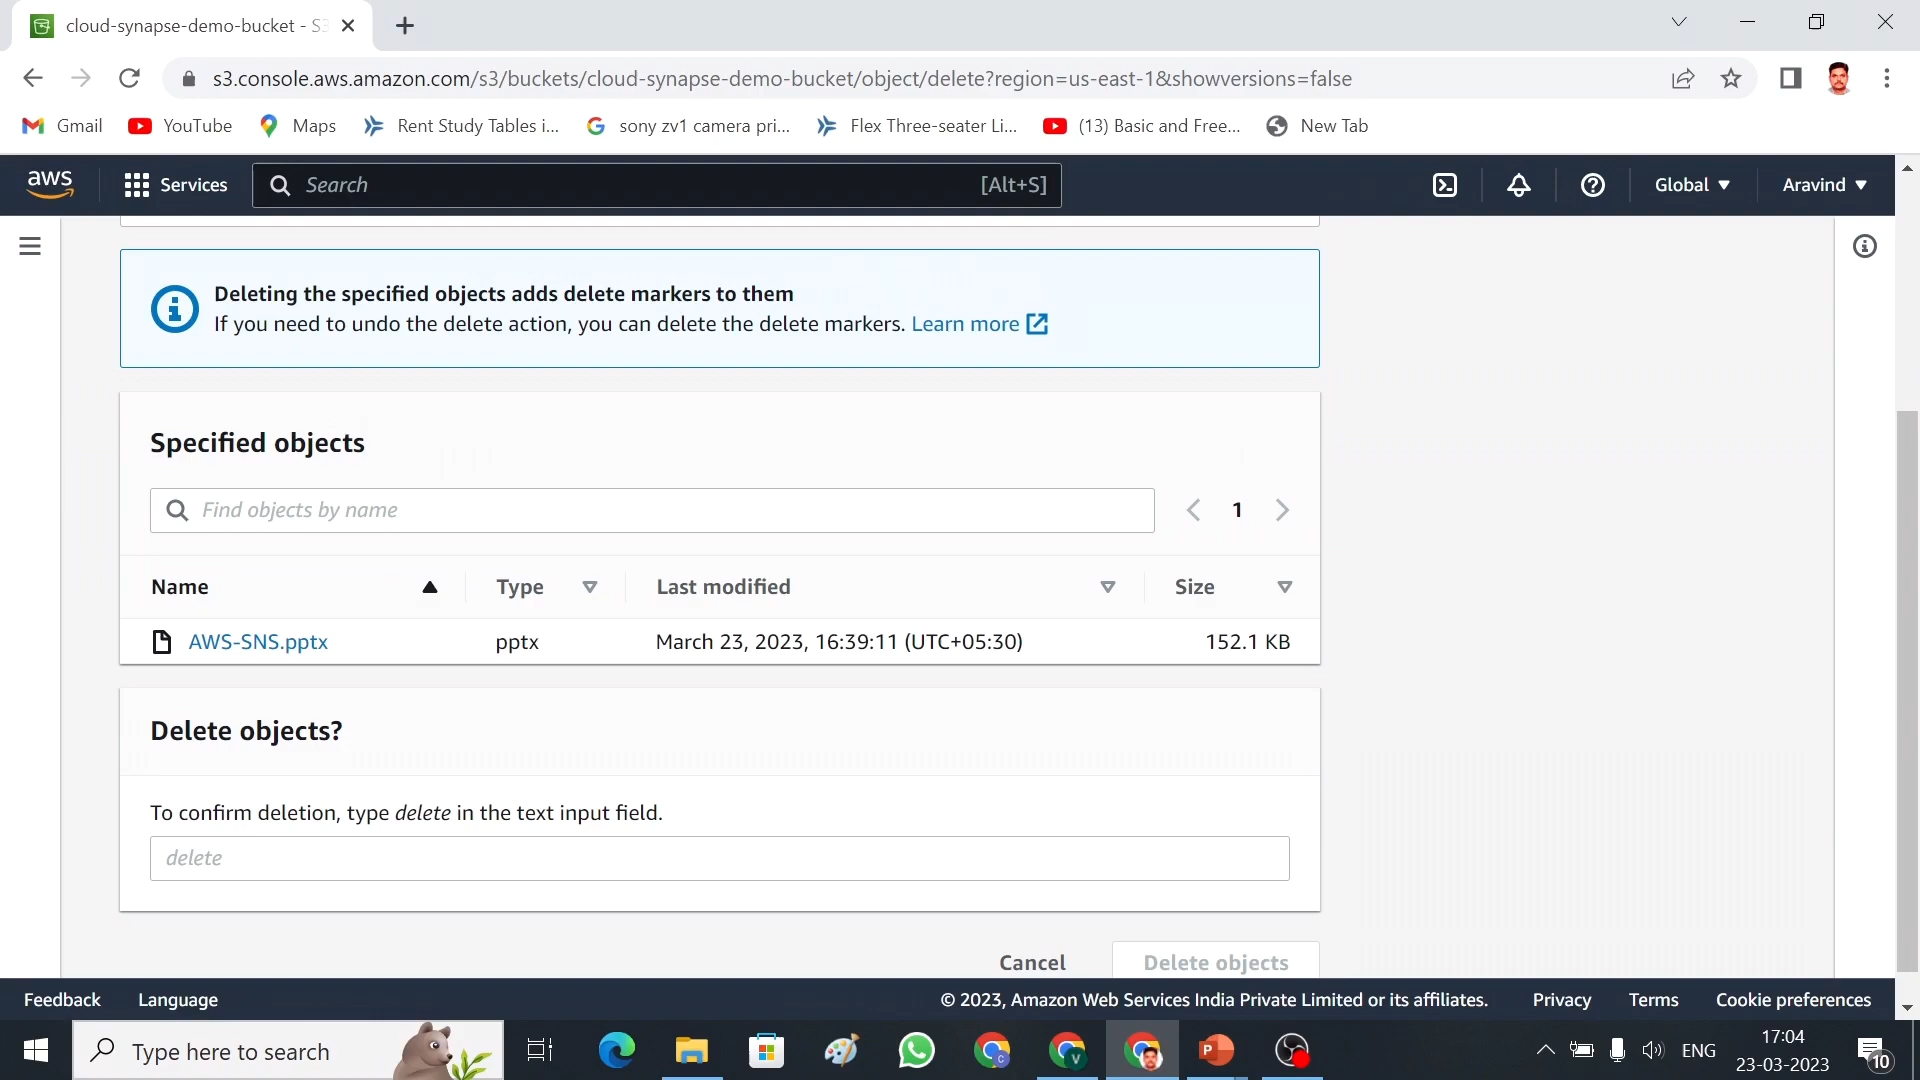 cloud-synapse-demo-bucket - S3
s3.console.aws.amazon.com/s3/buckets/cloud-synapse-demo-bucket/object/delete?region=us-east-1&showversions=false
Gmail YouTube Maps Rent Study Tables i... sony zv1 camera pri... Flex Three-seater Li... (13) Basic and Free... New Tab
aws Services Search [Alt+S] Global Aravind
Deleting the specified objects adds delete markers to them
If you need to undo the delete action, you can delete the delete markers. Learn more
Specified objects
Find objects by name 1
Name Type Last modified Size
AWS-SNS.pptx pptx March 23, 2023, 16:39:11 (UTC+05:30) 152.1 KB
Delete objects?
To confirm deletion, type delete in the text input field.
delete
Cancel Delete objects
Feedback Language © 2023, Amazon Web Services India Private Limited or its affiliates. Privacy Terms Cookie preferences
Type here to search C V P ENG 17:04
23-03-2023 10